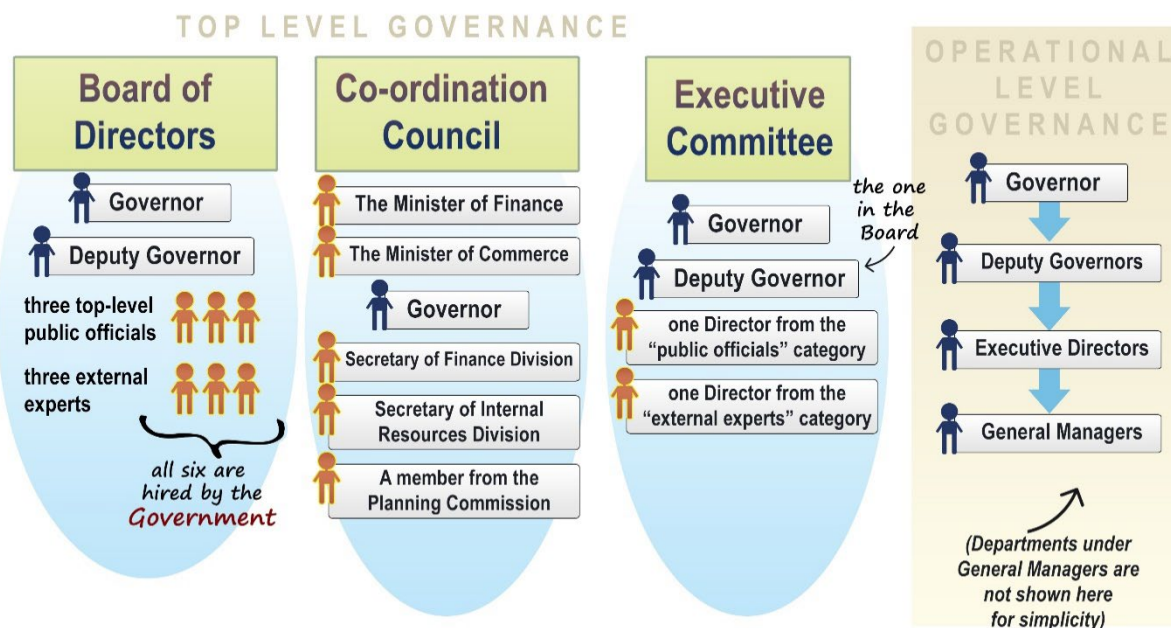 TOP LEVEL GOVERNANCE
Board of
Directors
Governor
Deputy Governor
three top-level
public officials
three external
experts
all six are
hired by the
Government
Co-ordination
Council
The Minister of Finance
The Minister of Commerce
Governor
Secretary of Finance Division
Secretary of Internal
Resources Division
A member from the
Planning Commission
Executive
Committee
the one
in the
Board
Governor
Deputy Governor
one Director from the
“public officials” category
one Director from the
“external experts” category
OPERATIONAL
LEVEL
GOVERNANCE
Governor
Deputy Governors
Executive Directors
General Managers
(Departments under
General Managers are
not shown here
for simplicity)